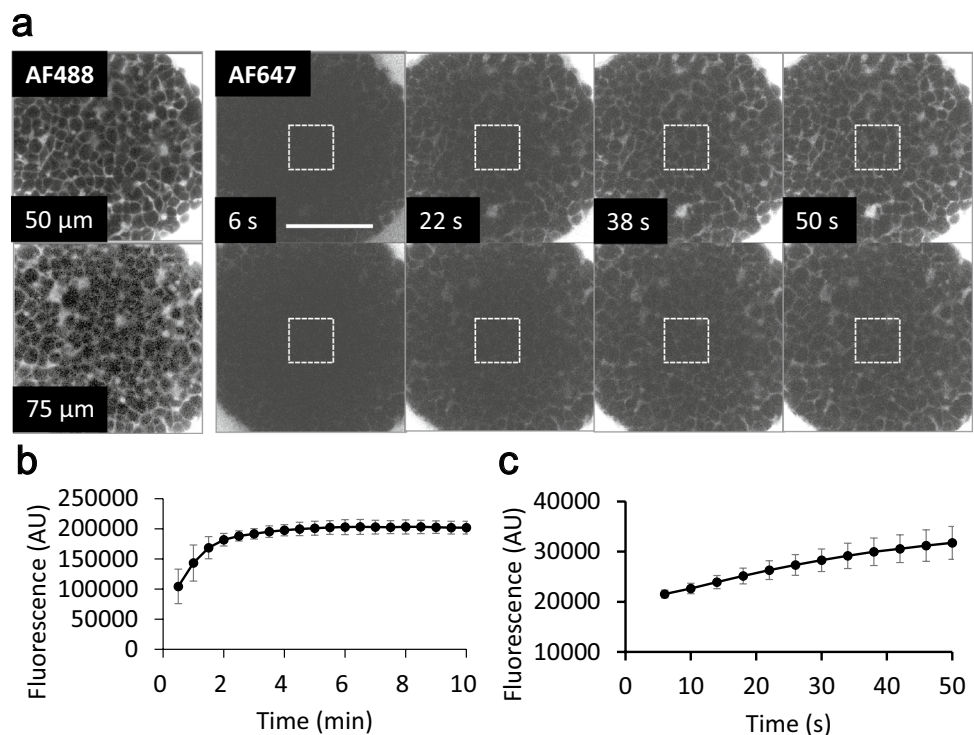 a
AF488
AF647
50 µm
6 s
22 s
38 s
50 s
75 µm
b
c
Fluorescence (AU)
250000
200000
150000
100000
50000
0
0 2 4 6 8 10
Time (min)
Fluorescence (AU)
40000
30000
20000
10000
0 10 20 30 40 50
Time (s)